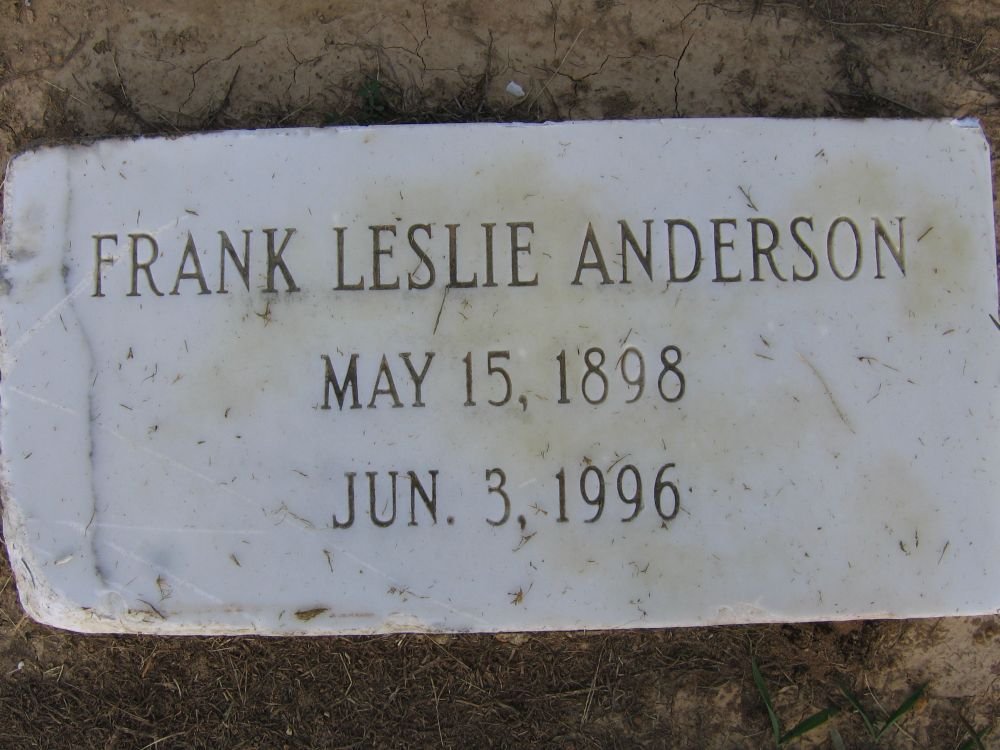 FRANK LESLIE ANDERSON
MAY 15, 1898
JUN. 3, 1996